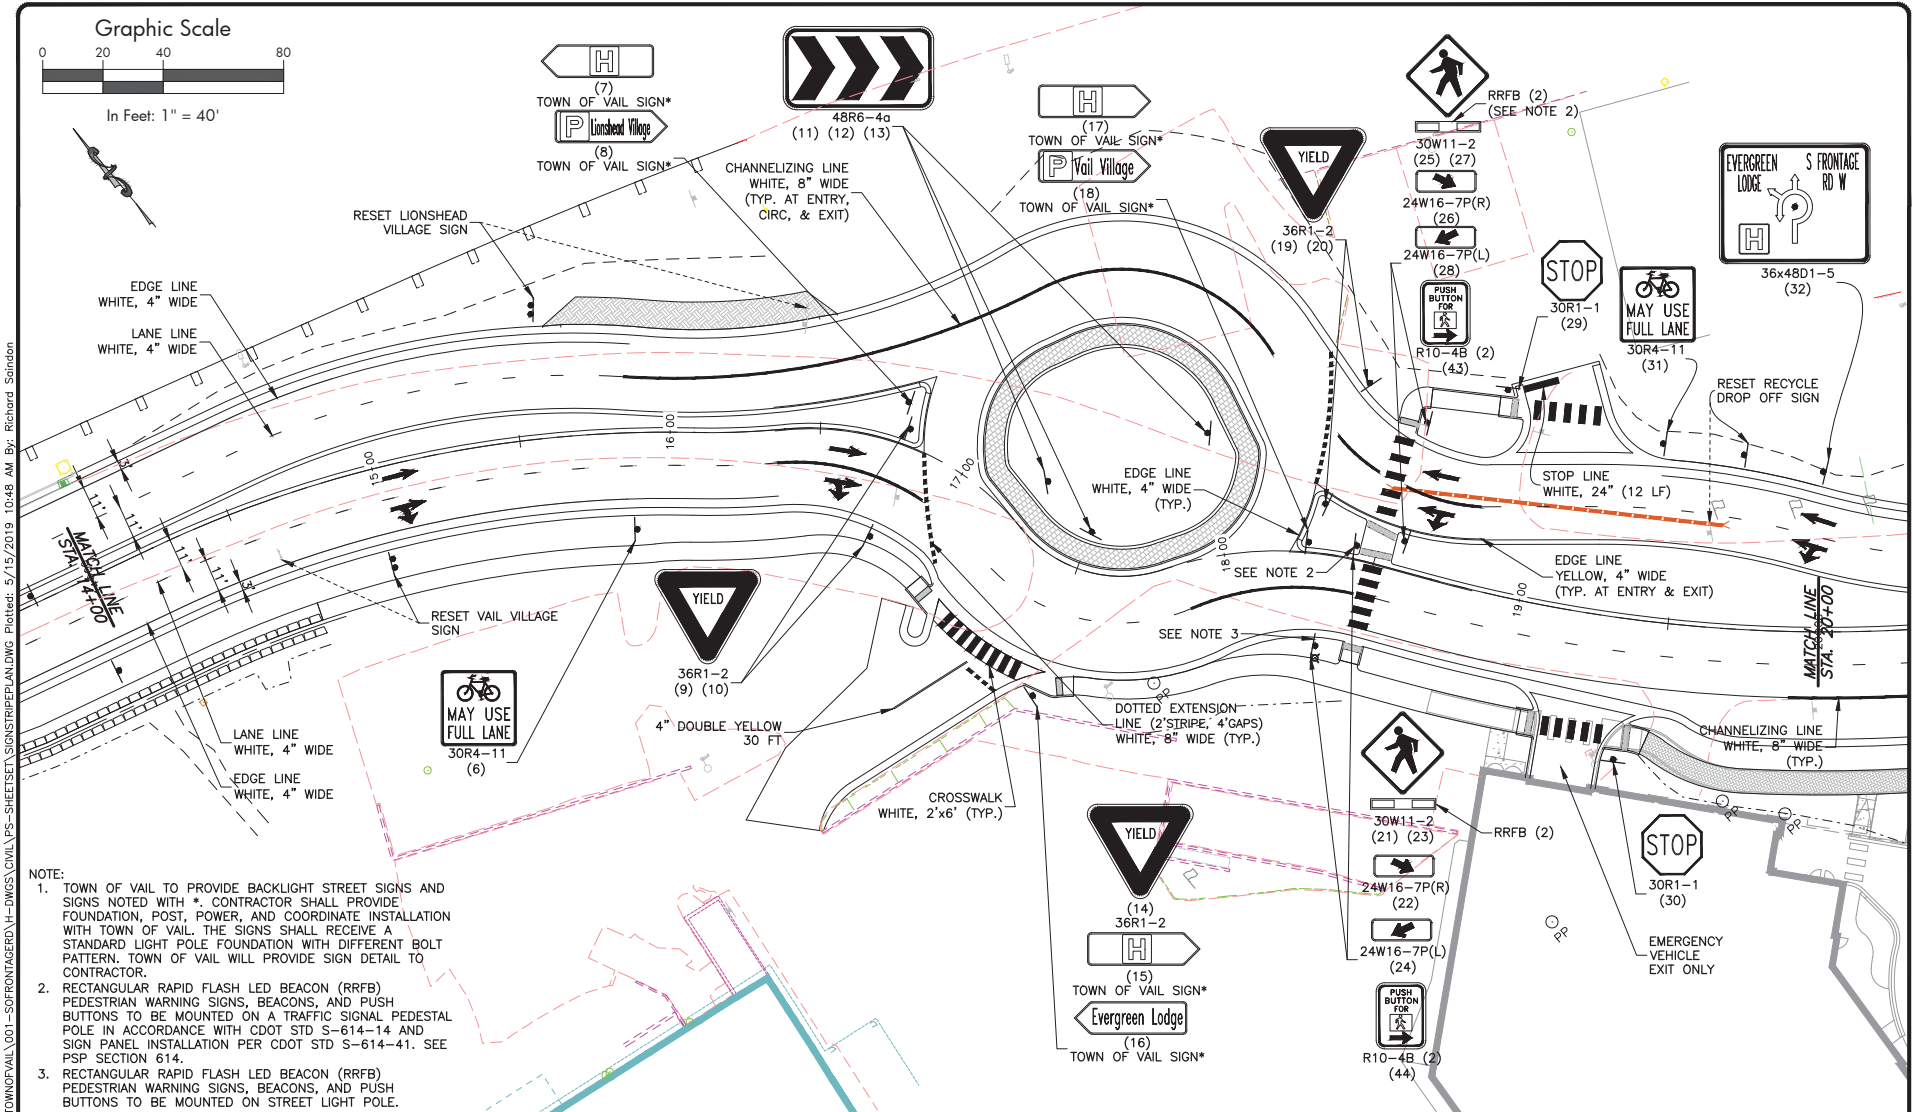 Graphic Scale
0 20 40 80
In Feet: 1" = 40'
H
(7)
TOWN OF VAIL SIGN*
P Lionshead Village
(8)
TOWN OF VAIL SIGN*
48R6-4a
(11) (12) (13)
CHANNELIZING LINE
WHITE, 8" WIDE
(TYP. AT ENTRY,
CIRC, & EXIT)
H
(17)
TOWN OF VAIL SIGN*
P Vail Village
(18)
TOWN OF VAIL SIGN*
YIELD
36R1-2
(19) (20)
RRFB (2)
(SEE NOTE 2)
30W11-2
(25) (27)
24W16-7P(R)
(26)
24W16-7P(L)
(28)
PUSH
BUTTON
FOR
R10-4B (2)
(43)
STOP
30R1-1
(29)
MAY USE
FULL LANE
30R4-11
(31)
EVERGREEN
LODGE
S FRONTAGE
RD W
H
36x48D1-5
(32)
RESET RECYCLE
DROP OFF SIGN
RESET LIONSHEAD
VILLAGE SIGN
EDGE LINE
WHITE, 4" WIDE
LANE LINE
WHITE, 4" WIDE
15+00
16+00
17+00
18+00
19+00
3'
11'
11'
11'
11'
3'
MATCH LINE
STA. 14+00
EDGE LINE
WHITE, 4" WIDE
(TYP.)
STOP LINE
WHITE, 24" (12 LF)
SEE NOTE 2
EDGE LINE
YELLOW, 4" WIDE
(TYP. AT ENTRY & EXIT)
MATCH LINE
STA. 20+00
SEE NOTE 3
RESET VAIL VILLAGE
SIGN
YIELD
36R1-2
(9) (10)
MAY USE
FULL LANE
30R4-11
(6)
4" DOUBLE YELLOW
30 FT
LANE LINE
WHITE, 4" WIDE
EDGE LINE
WHITE, 4" WIDE
DOTTED EXTENSION
LINE (2'STRIPE, 4'GAPS)
WHITE, 8" WIDE (TYP.)
CROSSWALK
WHITE, 2'x6' (TYP.)
PP
CHANNELIZING LINE
WHITE, 8" WIDE
(TYP.)
30W11-2
(21) (23)
RRFB (2)
24W16-7P(R)
(22)
24W16-7P(L)
(24)
PUSH
BUTTON
FOR
R10-4B (2)
(44)
YIELD
(14)
36R1-2
H
(15)
TOWN OF VAIL SIGN*
Evergreen Lodge
(16)
TOWN OF VAIL SIGN*
PP
PP
STOP
30R1-1
(30)
PP
EMERGENCY
VEHICLE
EXIT ONLY
NOTE:
1. TOWN OF VAIL TO PROVIDE BACKLIGHT STREET SIGNS AND
SIGNS NOTED WITH *. CONTRACTOR SHALL PROVIDE
FOUNDATION, POST, POWER, AND COORDINATE INSTALLATION
WITH TOWN OF VAIL. THE SIGNS SHALL RECEIVE A
STANDARD LIGHT POLE FOUNDATION WITH DIFFERENT BOLT
PATTERN. TOWN OF VAIL WILL PROVIDE SIGN DETAIL TO
CONTRACTOR.
2. RECTANGULAR RAPID FLASH LED BEACON (RRFB)
PEDESTRIAN WARNING SIGNS, BEACONS, AND PUSH
BUTTONS TO BE MOUNTED ON A TRAFFIC SIGNAL PEDESTAL
POLE IN ACCORDANCE WITH CDOT STD S-614-14 AND
SIGN PANEL INSTALLATION PER CDOT STD S-614-41. SEE
PSP SECTION 614.
3. RECTANGULAR RAPID FLASH LED BEACON (RRFB)
PEDESTRIAN WARNING SIGNS, BEACONS, AND PUSH
BUTTONS TO BE MOUNTED ON STREET LIGHT POLE.
TOWNOFVAIL\001-SOFRONTAGERD\H-DWGS\CIVIL\PS-SHEETSET\SIGNSTRIPEPLAN.DWG Plotted: 5/15/2019 10:48 AM By: Richard Saindon